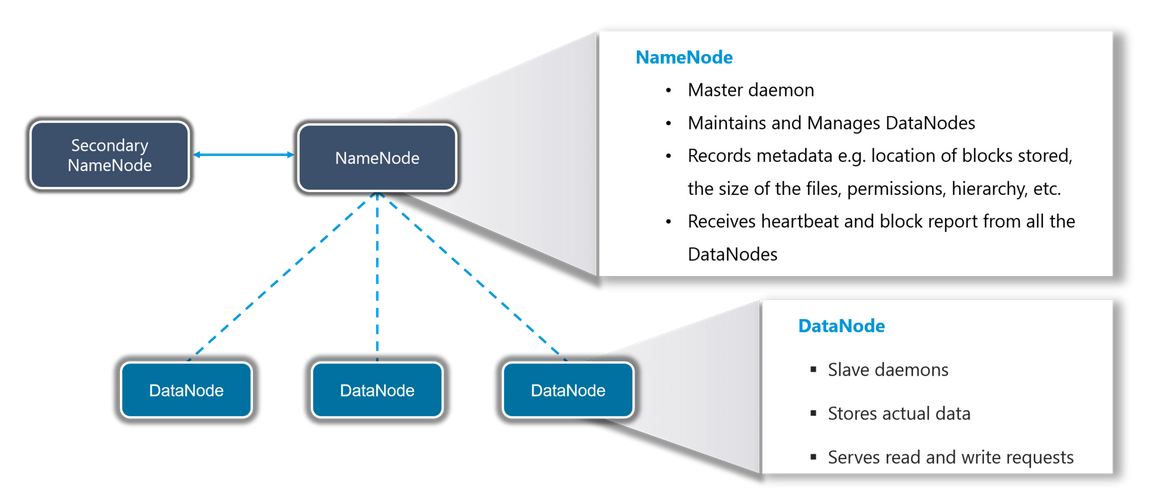 Secondary
NameNode
NameNode
DataNode
DataNode
DataNode
NameNode
• Master daemon
• Maintains and Manages DataNodes
• Records metadata e.g. location of blocks stored,
the size of the files, permissions, hierarchy, etc.
• Receives heartbeat and block report from all the
DataNodes
DataNode
▪ Slave daemons
▪ Stores actual data
▪ Serves read and write requests